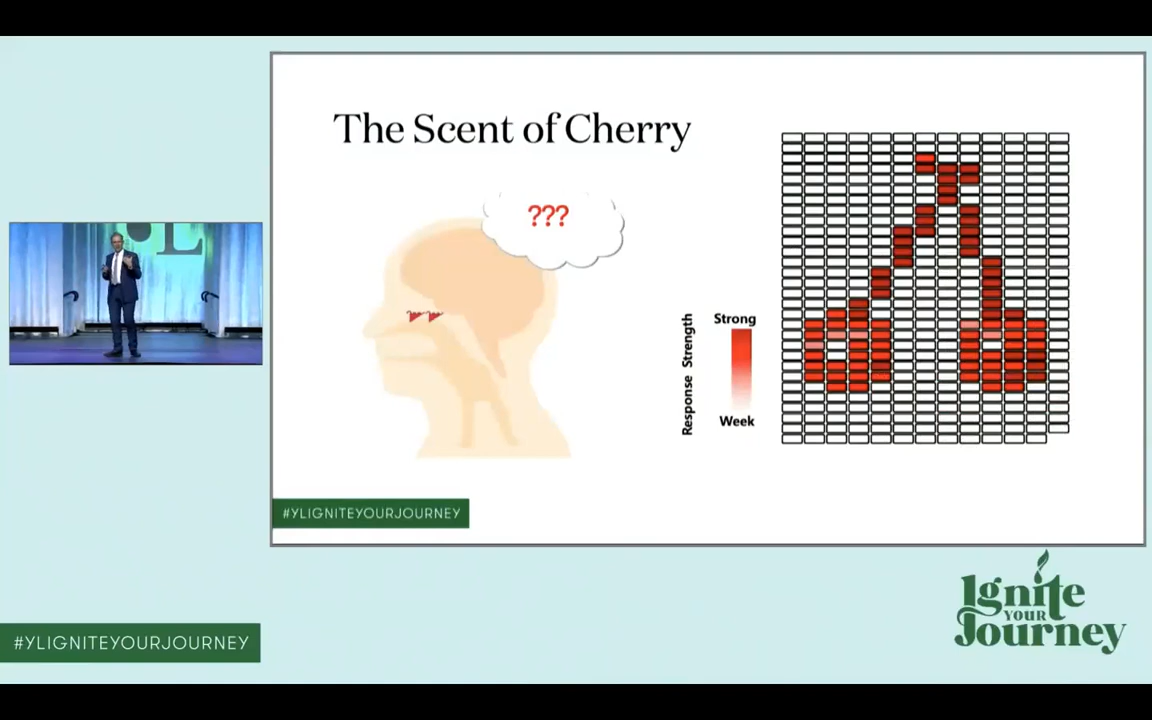 The Scent of Cherry
???
Strong
Response Strength
Week
#YLIGNITEYOURJOURNEY
Ignite
YOUR
Journey
#YLIGNITEYOURJOURNEY